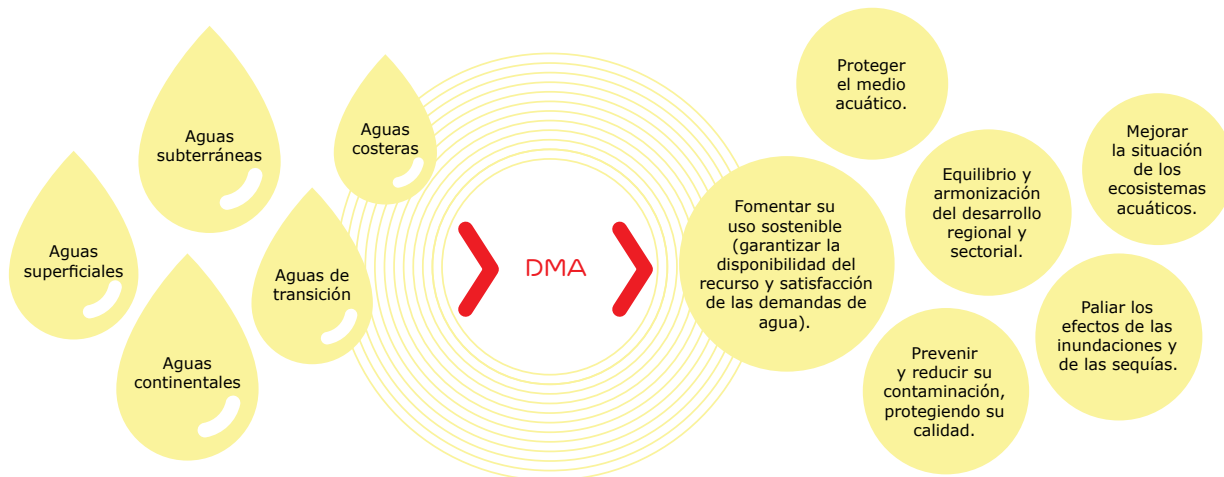 Aguas
subterráneas
Aguas
costeras
Aguas
superficiales
Aguas de
transición
Aguas
continentales
DMA
Proteger
el medio
acuático.
Fomentar su
uso sostenible
(garantizar la
disponibilidad del
recurso y satisfacción
de las demandas de
agua).
Equilibrio y
armonización
del desarrollo
regional y
sectorial.
Mejorar
la situación
de los
ecosistemas
acuáticos.
Prevenir
y reducir su
contaminación,
protegiendo su
calidad.
Paliar los
efectos de las
inundaciones y
de las sequías.